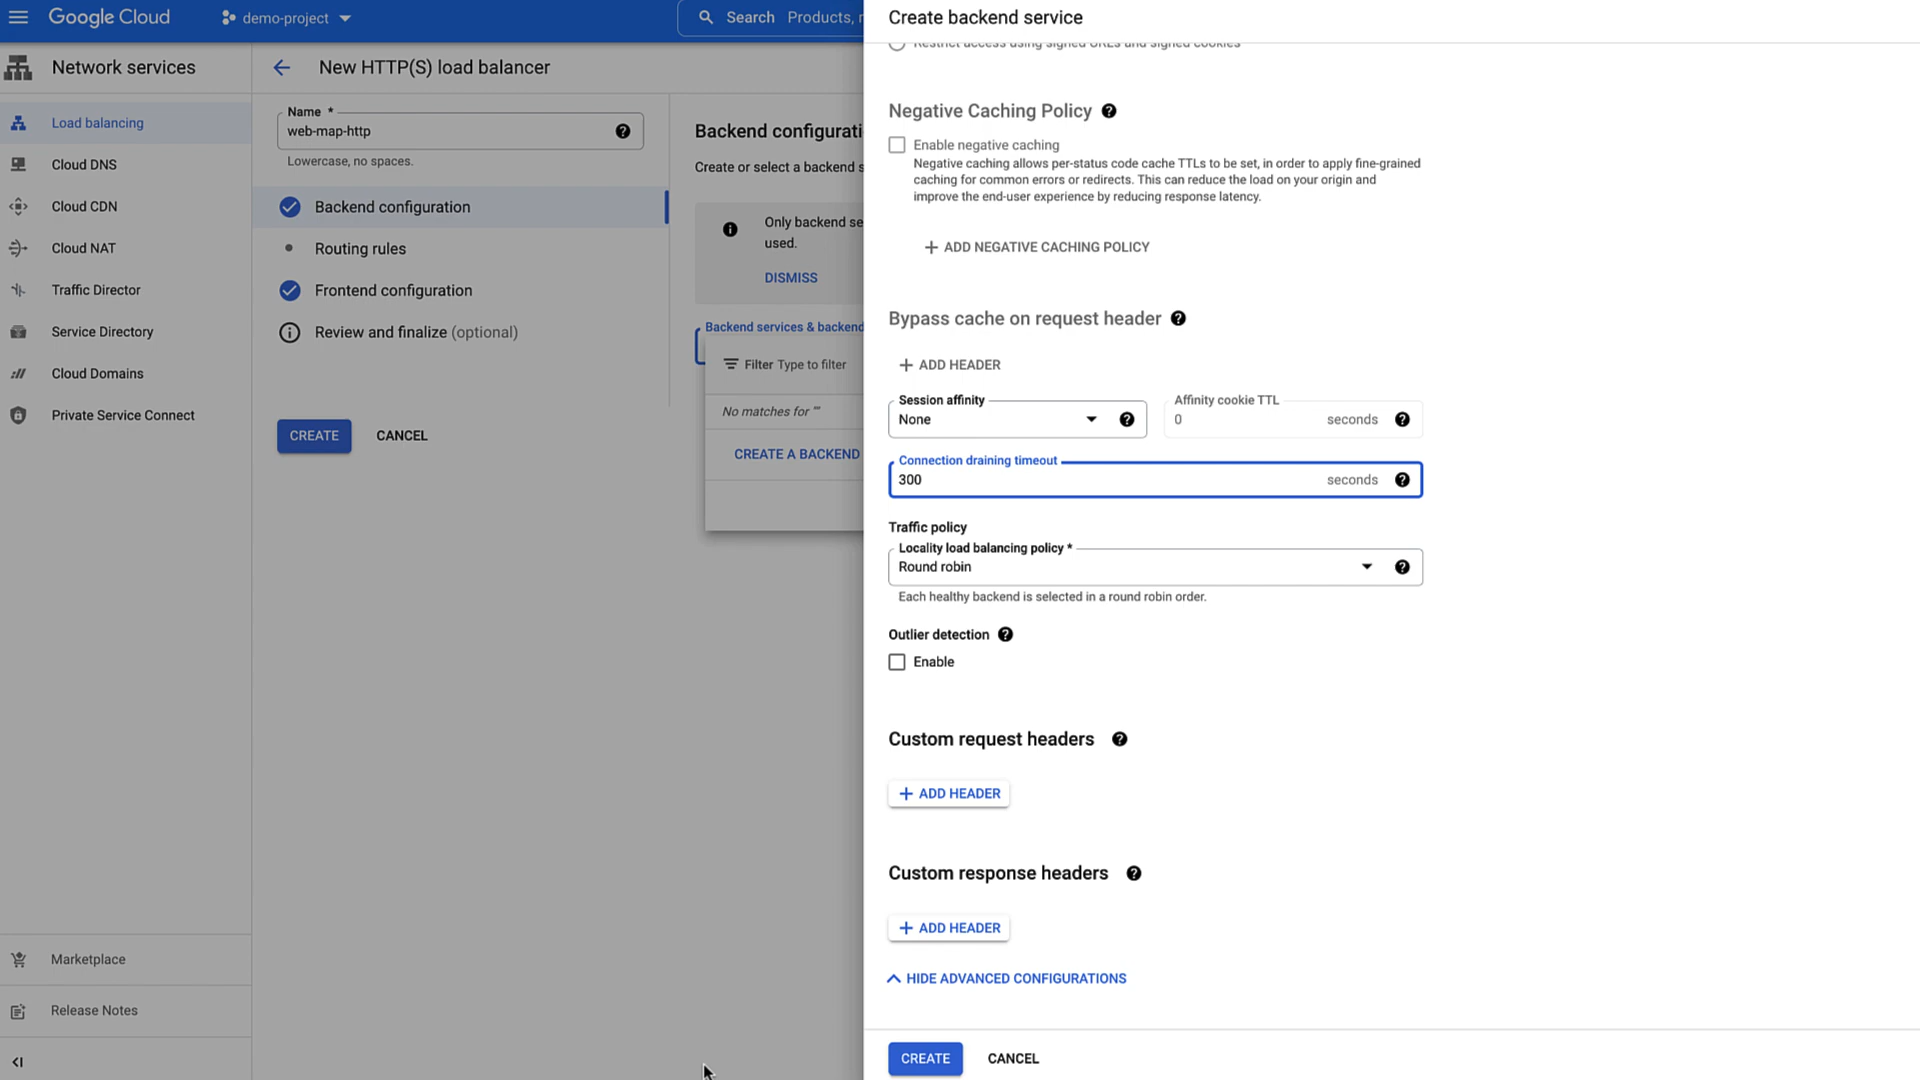 Google Cloud
demo-project
Search Products, r
Network services
Load balancing
Cloud DNS
Cloud CDN
Cloud NAT
Traffic Director
Service Directory
Cloud Domains
Private Service Connect
Marketplace
Release Notes
New HTTP(S) load balancer
Name *
web-map-http
Lowercase, no spaces.
Backend configuration
Routing rules
Frontend configuration
Review and finalize (optional)
CREATE
CANCEL
Backend configurati
Create or select a backend s
Only backend se
used.
DISMISS
Backend services & backend
Filter Type to filter
No matches for ""
CREATE A BACKEND
Create backend service
Restrict access using signed URLs and signed cookies
Negative Caching Policy
Enable negative caching
Negative caching allows per-status code cache TTLs to be set, in order to apply fine-grained
caching for common errors or redirects. This can reduce the load on your origin and
improve the end-user experience by reducing response latency.
ADD NEGATIVE CACHING POLICY
Bypass cache on request header
ADD HEADER
Session affinity
None
Affinity cookie TTL
0 seconds
Connection draining timeout
300 seconds
Traffic policy
Locality load balancing policy *
Round robin
Each healthy backend is selected in a round robin order.
Outlier detection
Enable
Custom request headers
ADD HEADER
Custom response headers
ADD HEADER
HIDE ADVANCED CONFIGURATIONS
CREATE
CANCEL